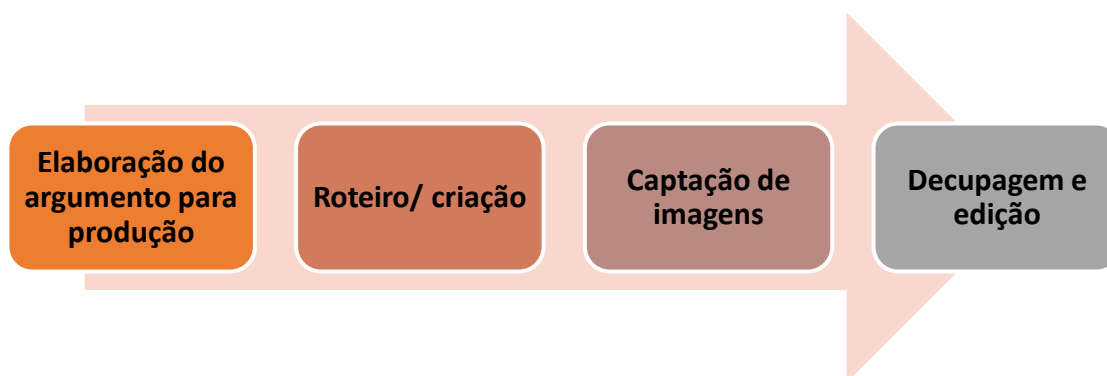 Elaboração do
argumento para
produção
Roteiro/ criação
Captação de
imagens
Decupagem e
edição